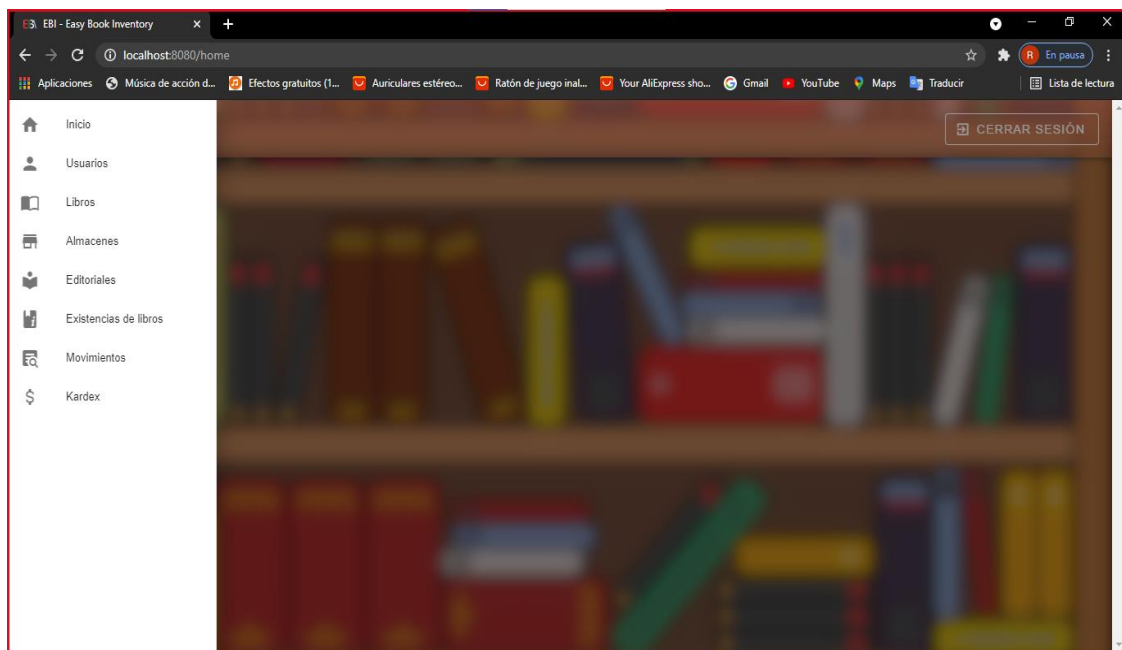 EBI - Easy Book Inventory
localhost:8080/home
R En pausa
Aplicaciones Música de acción d... Efectos gratuitos (1... Auriculares estéreo... Ratón de juego inal... Your AliExpress sho... Gmail YouTube Maps Traducir Lista de lectura
Inicio
CERRAR SESIÓN
Usuarios
Libros
Almacenes
Editoriales
Existencias de libros
Movimientos
$ Kardex